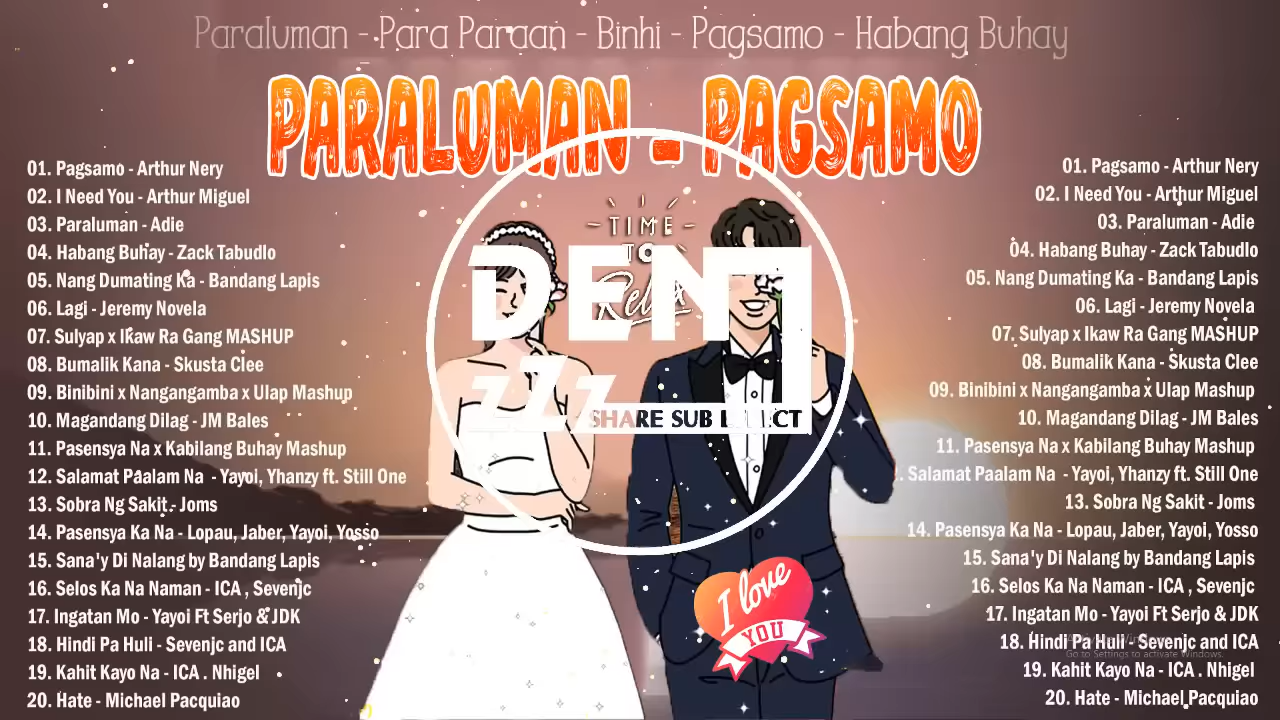 Paraluman - Para Paraan - Binhi - Pagsamo - Habang Buhay
PARALUMAN - PAGSAMO
01. Pagsamo - Arthur Nery
02. I Need You - Arthur Miguel
03. Paraluman - Adie
04. Habang Buhay - Zack Tabudlo
05. Nang Dumating Ka - Bandang Lapis
06. Lagi - Jeremy Novela
07. Sulyap x Ikaw Ra Gang MASHUP
08. Bumalik Kana - Skusta Clee
09. Binibini x Nangangamba x Ulap Mashup
10. Magandang Dilag - JM Bales
11. Pasensya Na x Kabilang Buhay Mashup
12. Salamat Paalam Na - Yayoi, Yhanzy ft. Still One
13. Sobra Ng Sakit - Joms
14. Pasensya Ka Na - Lopau, Jaber, Yayoi, Yosso
15. Sana'y Di Nalang by Bandang Lapis
16. Selos Ka Na Naman - ICA , Sevenjc
17. Ingatan Mo - Yayoi Ft Serjo & JDK
18. Hindi Pa Huli - Sevenjc and ICA
19. Kahit Kayo Na - ICA . Nhigel
20. Hate - Michael Pacquiao
TIME
TO
Relax
DEM
zZz
SHARE SUB EFFECT
I love
YOU
01. Pagsamo - Arthur Nery
02. I Need You - Arthur Miguel
03. Paraluman - Adie
04. Habang Buhay - Zack Tabudlo
05. Nang Dumating Ka - Bandang Lapis
06. Lagi - Jeremy Novela
07. Sulyap x Ikaw Ra Gang MASHUP
08. Bumalik Kana - Skusta Clee
09. Binibini x Nangangamba x Ulap Mashup
10. Magandang Dilag - JM Bales
11. Pasensya Na x Kabilang Buhay Mashup
. Salamat Paalam Na - Yayoi, Yhanzy ft. Still One
13. Sobra Ng Sakit - Joms
14. Pasensya Ka Na - Lopau, Jaber, Yayoi, Yosso
15. Sana'y Di Nalang by Bandang Lapis
16. Selos Ka Na Naman - ICA , Sevenjc
17. Ingatan Mo - Yayoi Ft Serjo & JDK
18. Hindi Pa Huli - Sevenjc and ICA
Go to Settings to activate Windows.
19. Kahit Kayo Na - ICA . Nhigel
20. Hate - Michael Pacquiao